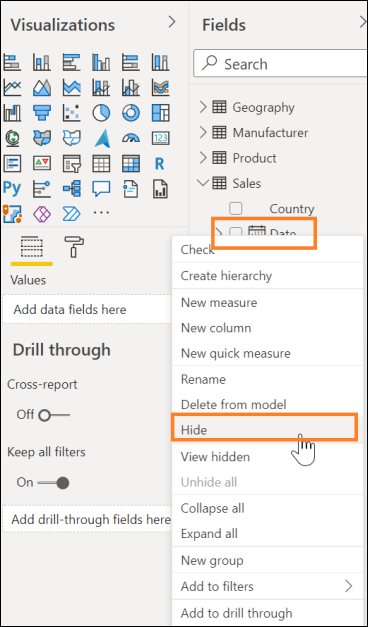 Visualizations
Fields
Search
123
R
Py
Geography
Manufacturer
Product
Sales
Country
Date
Values
Add data fields here
Drill through
Cross-report
Off
Keep all filters
On
Add drill-through fields here
Check
Create hierarchy
New measure
New column
New quick measure
Rename
Delete from model
Hide
View hidden
Unhide all
Collapse all
Expand all
New group
Add to filters
Add to drill through